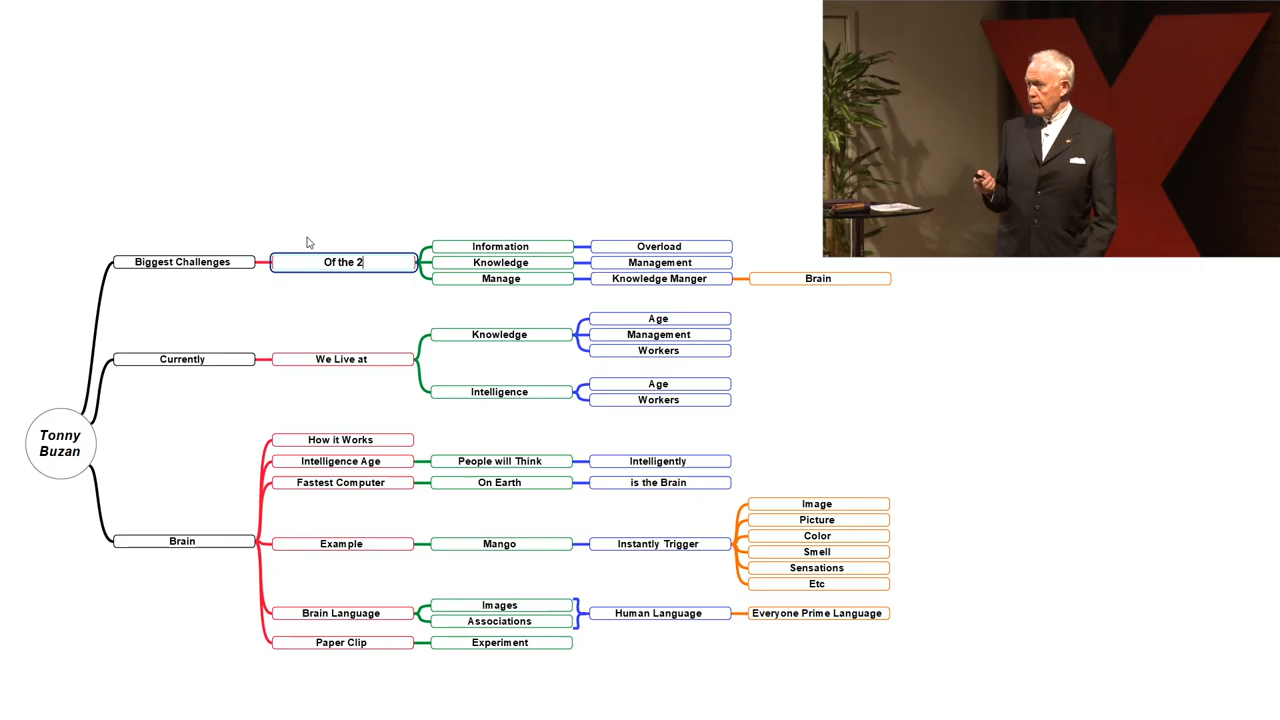 Biggest Challenges
Of the 2
Information
Overload
Knowledge
Management
Manage
Knowledge Manger
Brain
Currently
We Live at
Knowledge
Age
Management
Workers
Intelligence
Age
Workers
Tonny
Buzan
Brain
How it Works
Intelligence Age
People will Think
Intelligently
Fastest Computer
On Earth
is the Brain
Example
Mango
Instantly Trigger
Image
Picture
Color
Smell
Sensations
Etc
Brain Language
Images
Associations
Human Language
Everyone Prime Language
Paper Clip
Experiment
X